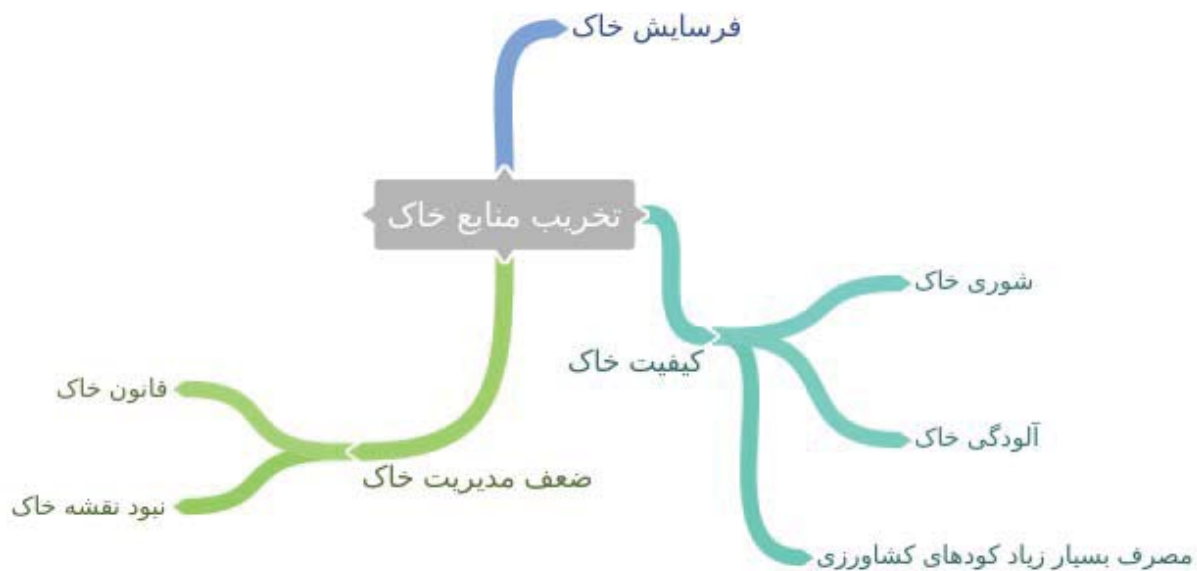 فرسایش خاک
تخریب منابع خاک
شوری خاک
کیفیت خاک
قانون خاک
آلودگی خاک
ضعف مدیریت خاک
نبود نقشه خاک
مصرف بسیار زیاد کودهای کشاورزی